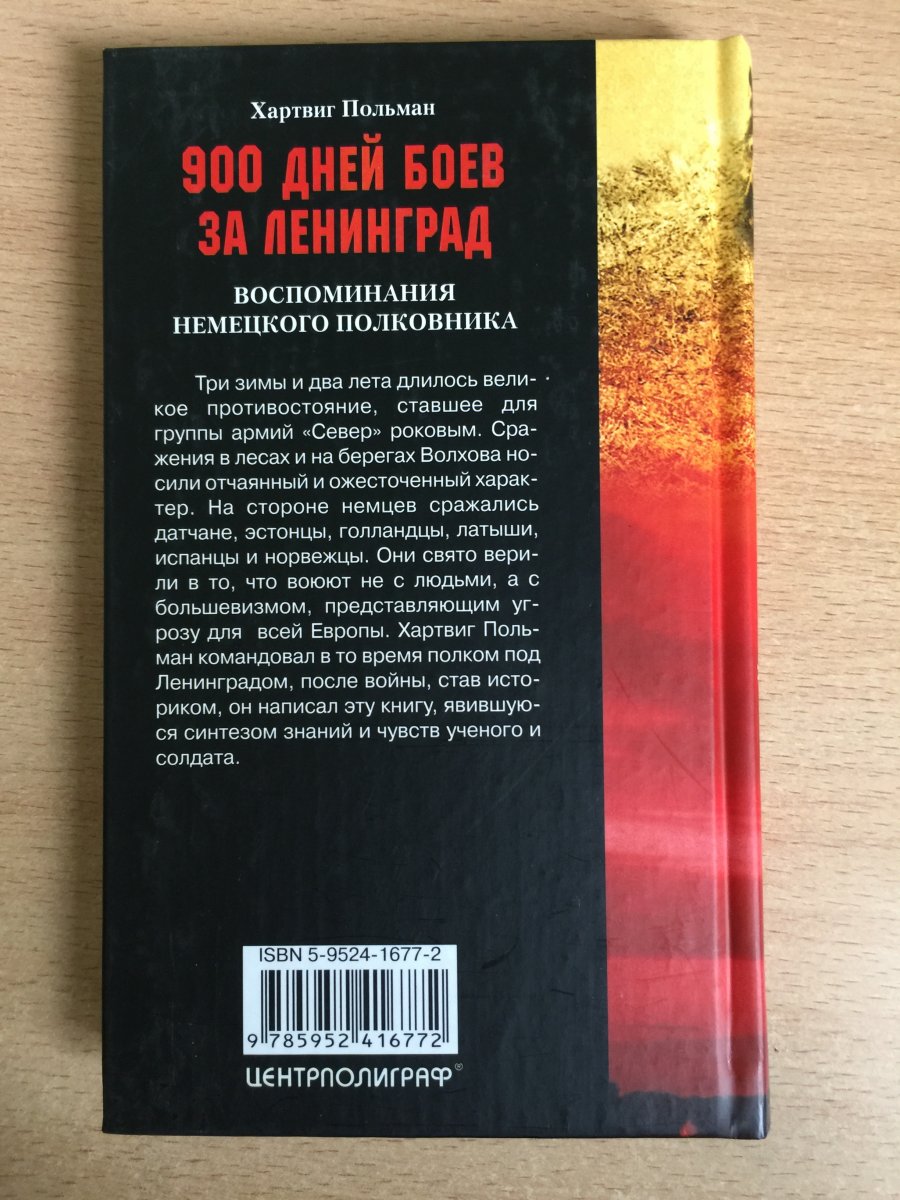 Хартвиг Польман
900 ДНЕЙ БОЕВ
ЗА ЛЕНИНГРАД
ВОСПОМИНАНИЯ
НЕМЕЦКОГО ПОЛКОВНИКА
Три зимы и два лета длилось вели-
кое противостояние, ставшее для
группы армий «Север» роковым. Сра-
жения в лесах и на берегах Волхова но-
сили отчаянный и ожесточенный харак-
тер. На стороне немцев сражались
датчане, эстонцы, голландцы, латыши,
испанцы и норвежцы. Они свято вери-
ли в то, что воюют не с людьми, а с
большевизмом, представляющим уг-
розу для всей Европы. Хартвиг Поль-
ман командовал в то время полком под
Ленинградом, после войны, став исто-
риком, он написал эту книгу, явившую-
ся синтезом знаний и чувств ученого и
солдата.
ISBN 5-9524-1677-2
9 785952 416772
ЦЕНТРПОЛИГРАФ®